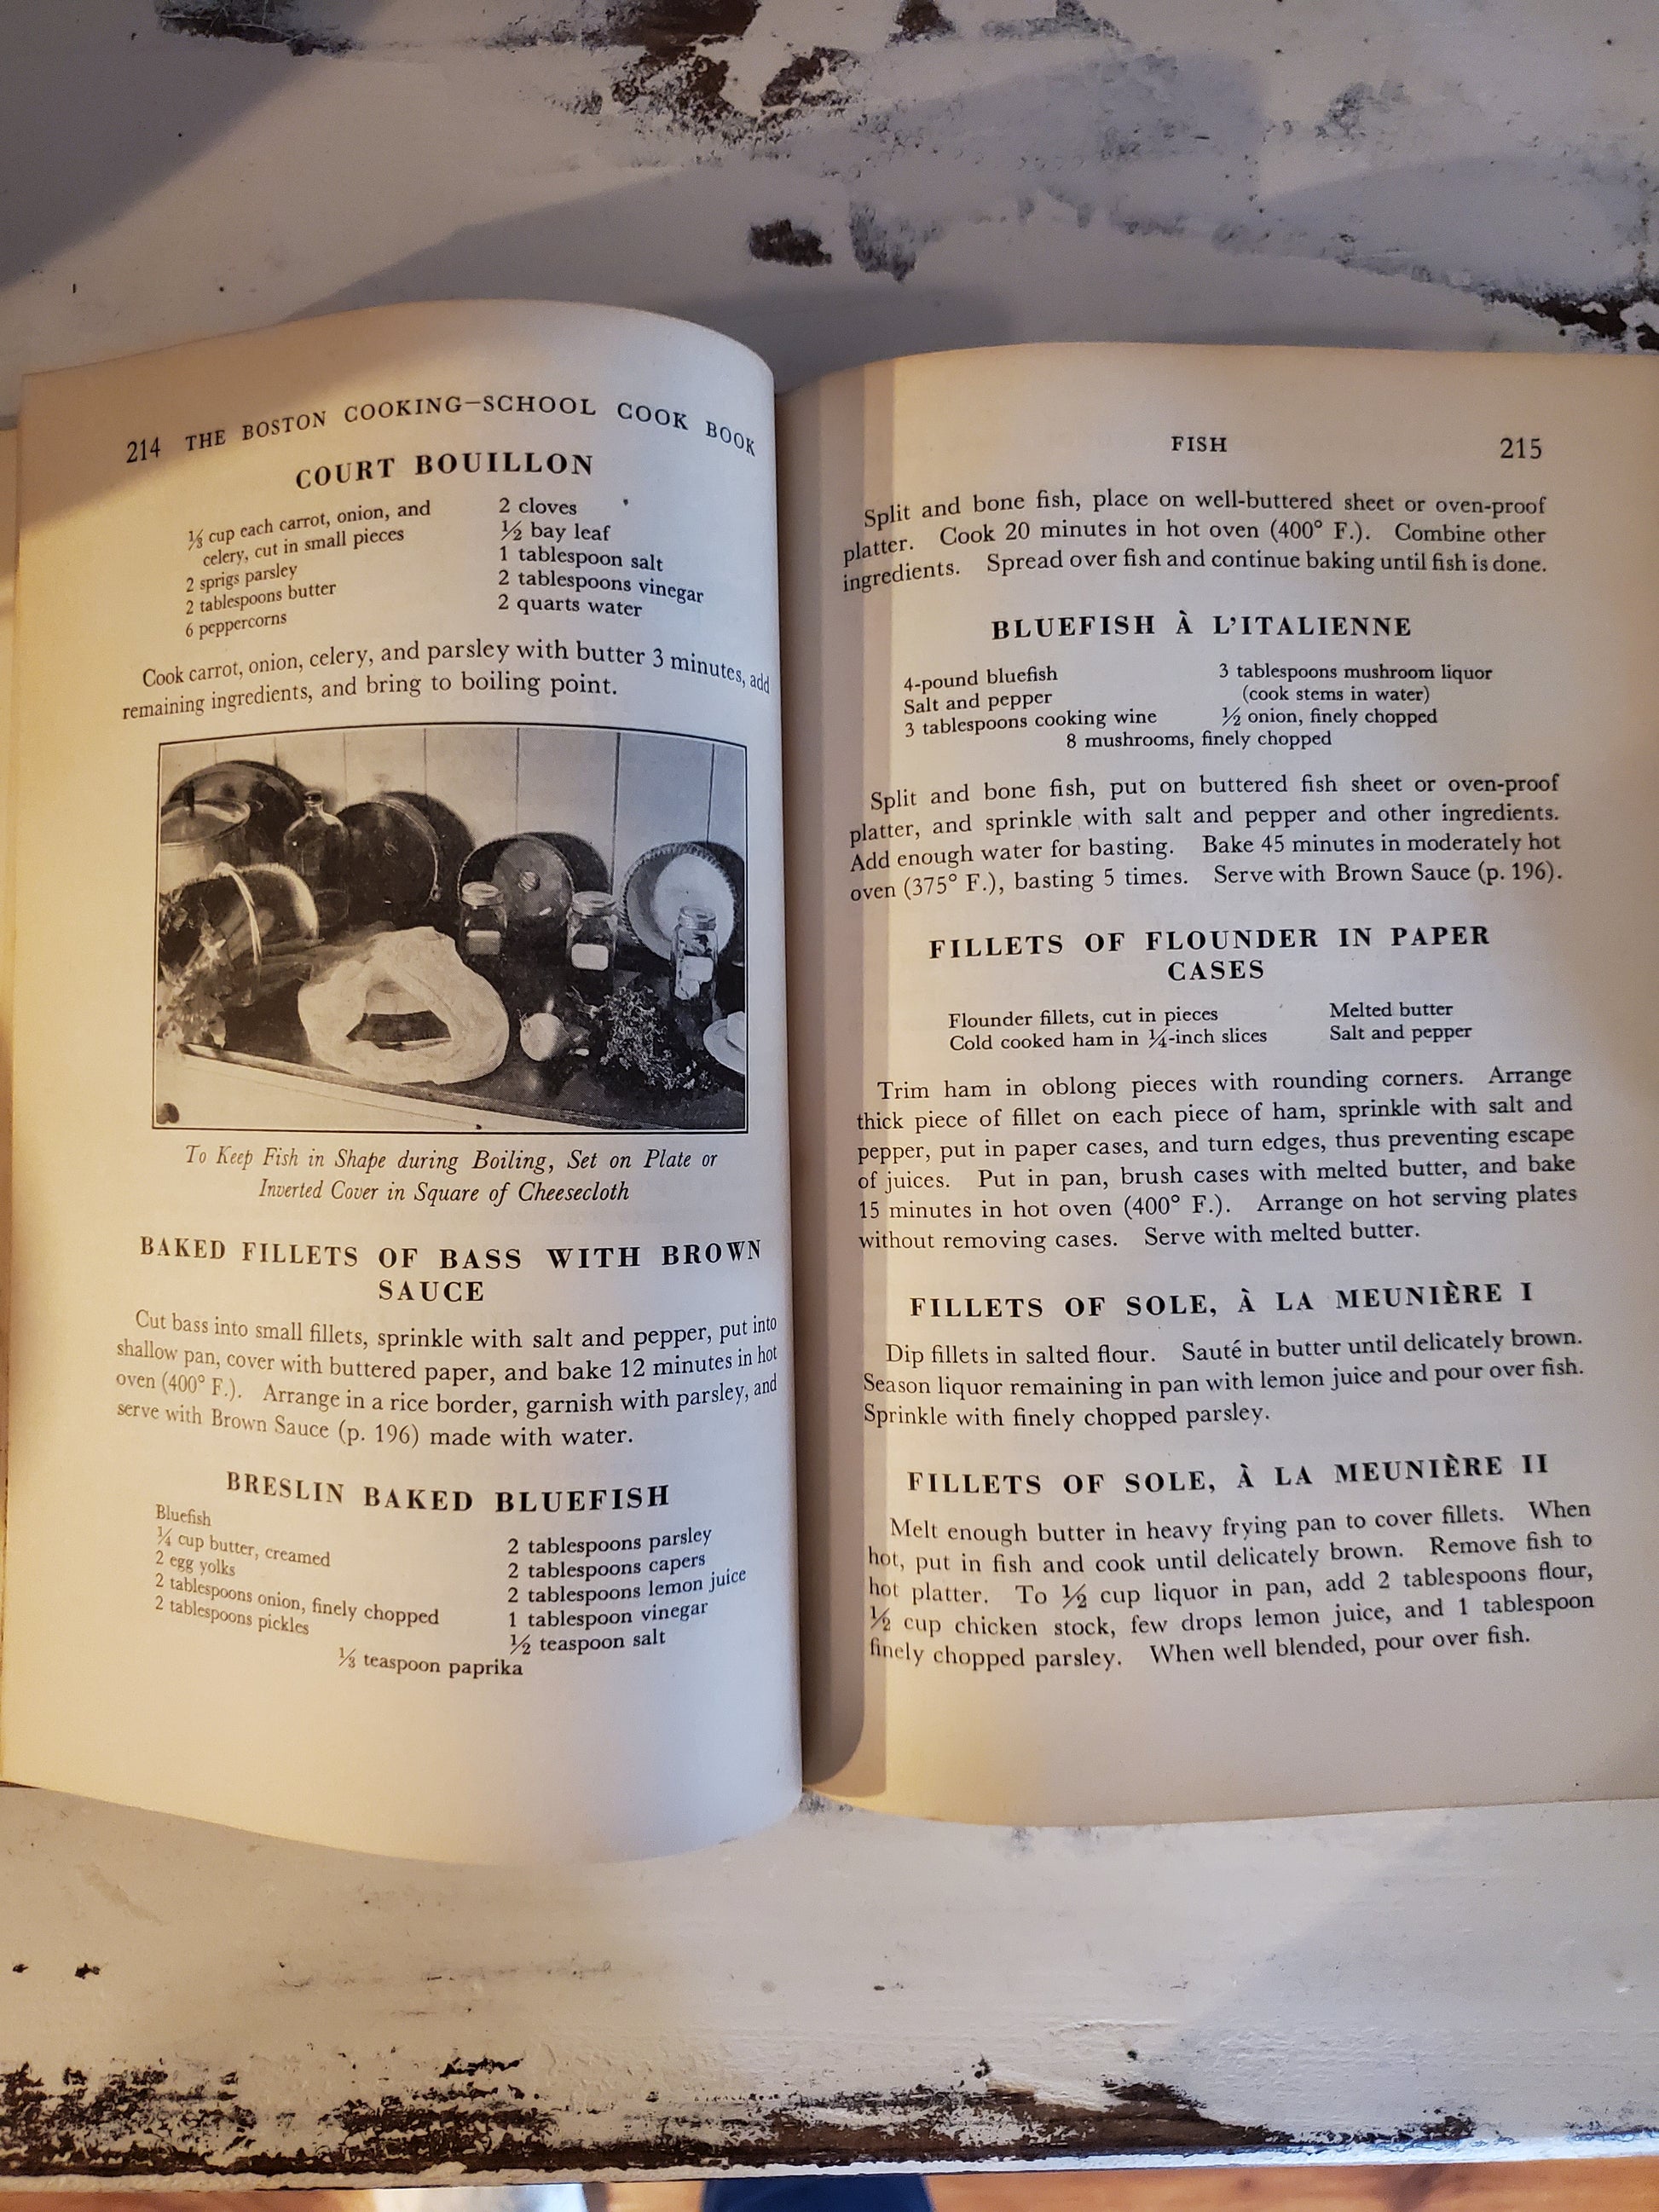 214 THE BOSTON COOKING—SCHOOL COOK BOOK
COURT BOUILLON
⅓ cup each carrot, onion, and
celery, cut in small pieces
2 sprigs parsley
2 tablespoons butter
6 peppercorns
2 cloves
½ bay leaf
1 tablespoon salt
2 tablespoons vinegar
2 quarts water
Cook carrot, onion, celery, and parsley with butter 3 minutes, add
remaining ingredients, and bring to boiling point.
To Keep Fish in Shape during Boiling, Set on Plate or
Inverted Cover in Square of Cheesecloth
BAKED FILLETS OF BASS WITH BROWN
SAUCE
Cut bass into small fillets, sprinkle with salt and pepper, put into
shallow pan, cover with buttered paper, and bake 12 minutes in hot
oven (400° F.). Arrange in a rice border, garnish with parsley, and
serve with Brown Sauce (p. 196) made with water.
BRESLIN BAKED BLUEFISH
Bluefish
¼ cup butter, creamed
2 egg yolks
2 tablespoons onion, finely chopped
2 tablespoons pickles
2 tablespoons parsley
2 tablespoons capers
2 tablespoons lemon juice
1 tablespoon vinegar
½ teaspoon salt
⅓ teaspoon paprika
FISH 215
Split and bone fish, place on well-buttered sheet or oven-proof
platter. Cook 20 minutes in hot oven (400° F.). Combine other
ingredients. Spread over fish and continue baking until fish is done.
BLUEFISH À L'ITALIENNE
4-pound bluefish
Salt and pepper
3 tablespoons cooking wine
3 tablespoons mushroom liquor
(cook stems in water)
½ onion, finely chopped
8 mushrooms, finely chopped
Split and bone fish, put on buttered fish sheet or oven-proof
platter, and sprinkle with salt and pepper and other ingredients.
Add enough water for basting. Bake 45 minutes in moderately hot
oven (375° F.), basting 5 times. Serve with Brown Sauce (p. 196).
FILLETS OF FLOUNDER IN PAPER
CASES
Flounder fillets, cut in pieces
Cold cooked ham in ¼-inch slices
Melted butter
Salt and pepper
Trim ham in oblong pieces with rounding corners. Arrange
thick piece of fillet on each piece of ham, sprinkle with salt and
pepper, put in paper cases, and turn edges, thus preventing escape
of juices. Put in pan, brush cases with melted butter, and bake
15 minutes in hot oven (400° F.). Arrange on hot serving plates
without removing cases. Serve with melted butter.
FILLETS OF SOLE, À LA MEUNIÈRE I
Dip fillets in salted flour. Sauté in butter until delicately brown.
Season liquor remaining in pan with lemon juice and pour over fish.
Sprinkle with finely chopped parsley.
FILLETS OF SOLE, À LA MEUNIÈRE II
Melt enough butter in heavy frying pan to cover fillets. When
hot, put in fish and cook until delicately brown. Remove fish to
hot platter. To ½ cup liquor in pan, add 2 tablespoons flour,
½ cup chicken stock, few drops lemon juice, and 1 tablespoon
finely chopped parsley. When well blended, pour over fish.